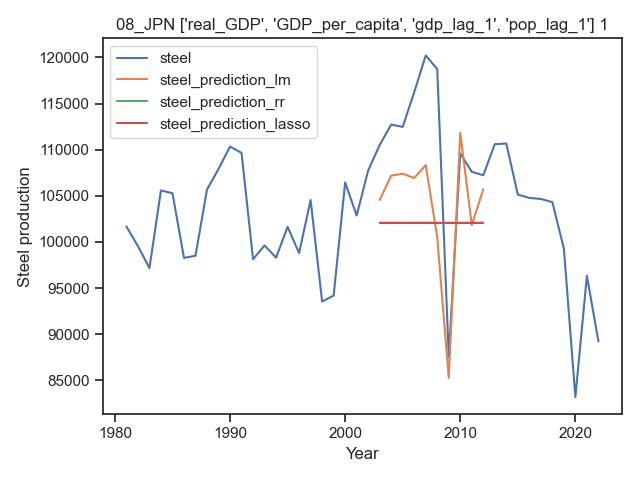 08_JPN ['real_GDP', 'GDP_per_capita', 'gdp_lag_1', 'pop_lag_1'] 1
steel
steel_prediction_lm
steel_prediction_rr
steel_prediction_lasso
Steel production
120000
115000
110000
105000
100000
95000
90000
85000
1980
1990
2000
2010
2020
Year